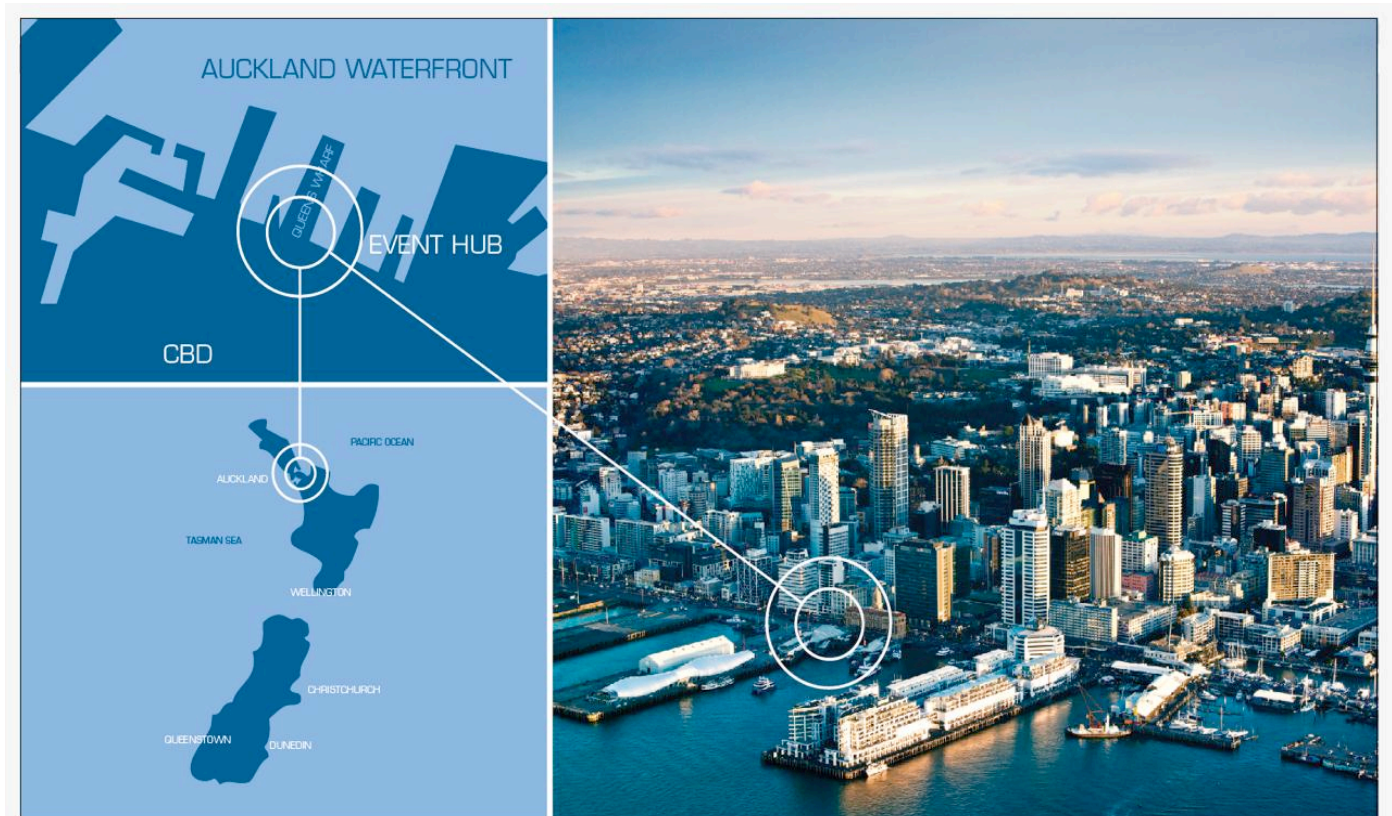 AUCKLAND WATERFRONT
QUEENS WHARF
EVENT HUB
CBD
PACIFIC OCEAN
AUCKLAND
TASMAN SEA
WELLINGTON
CHRISTCHURCH
QUEENSTOWN
DUNEDIN